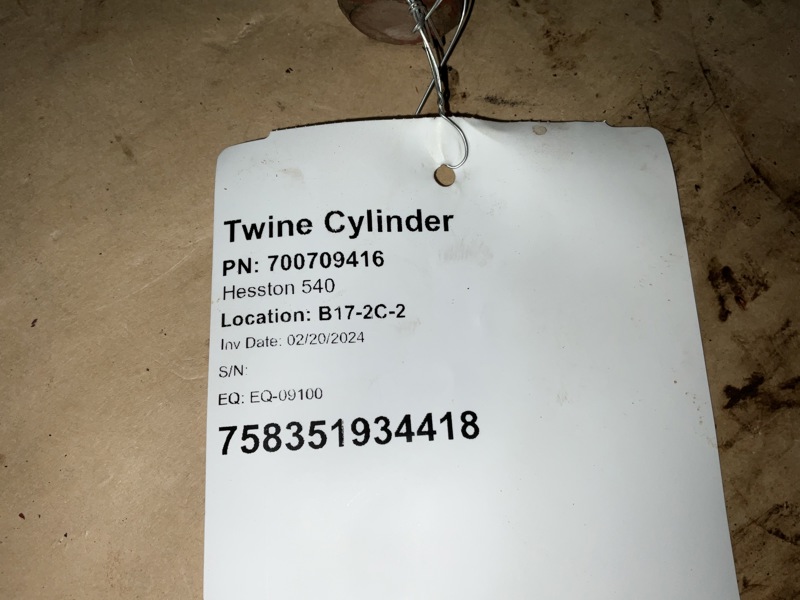 Twine Cylinder
PN: 700709416
Hesston 540
Location: B17-2C-2
Inv Date: 02/20/2024
S/N:
EQ: EQ-09100
758351934418